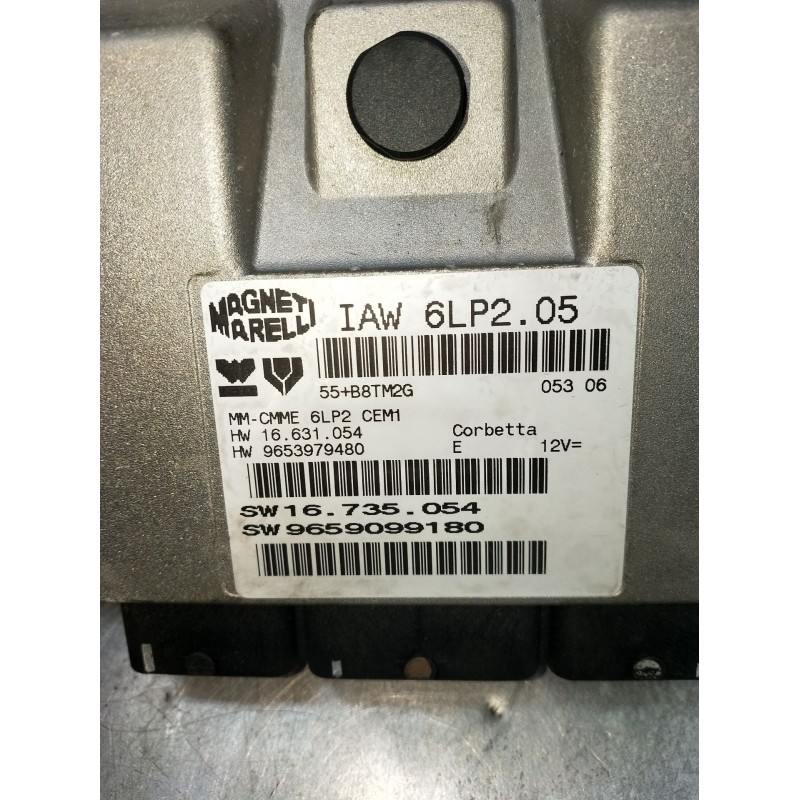 MAGNETI MARELLI
IAW 6LP2.05
55+B8TM2G 053 06
MM-CMME 6LP2 CEM1
HW 16.631.054 Corbetta
HW 9653979480 E 12V=
SW16.735.054
SW9659099180